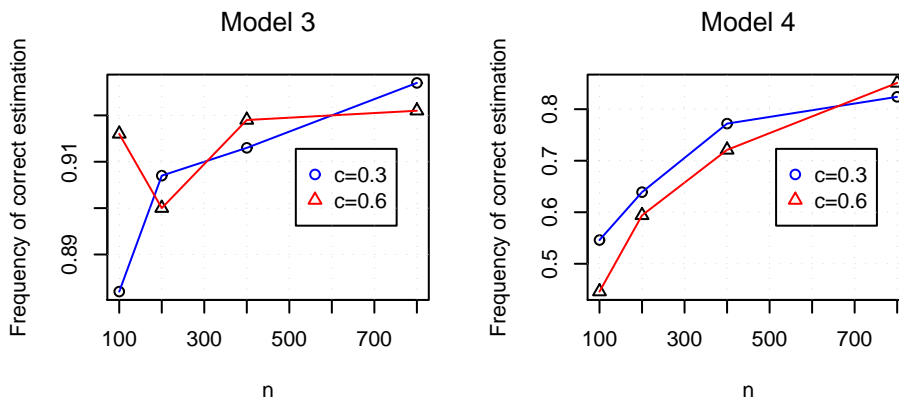 Model 3
Frequency of correct estimation
0.91
0.89
c=0.3
c=0.6
100 300 500 700
n
Model 4
Frequency of correct estimation
0.8
0.7
0.6
0.5
c=0.3
c=0.6
100 300 500 700
n